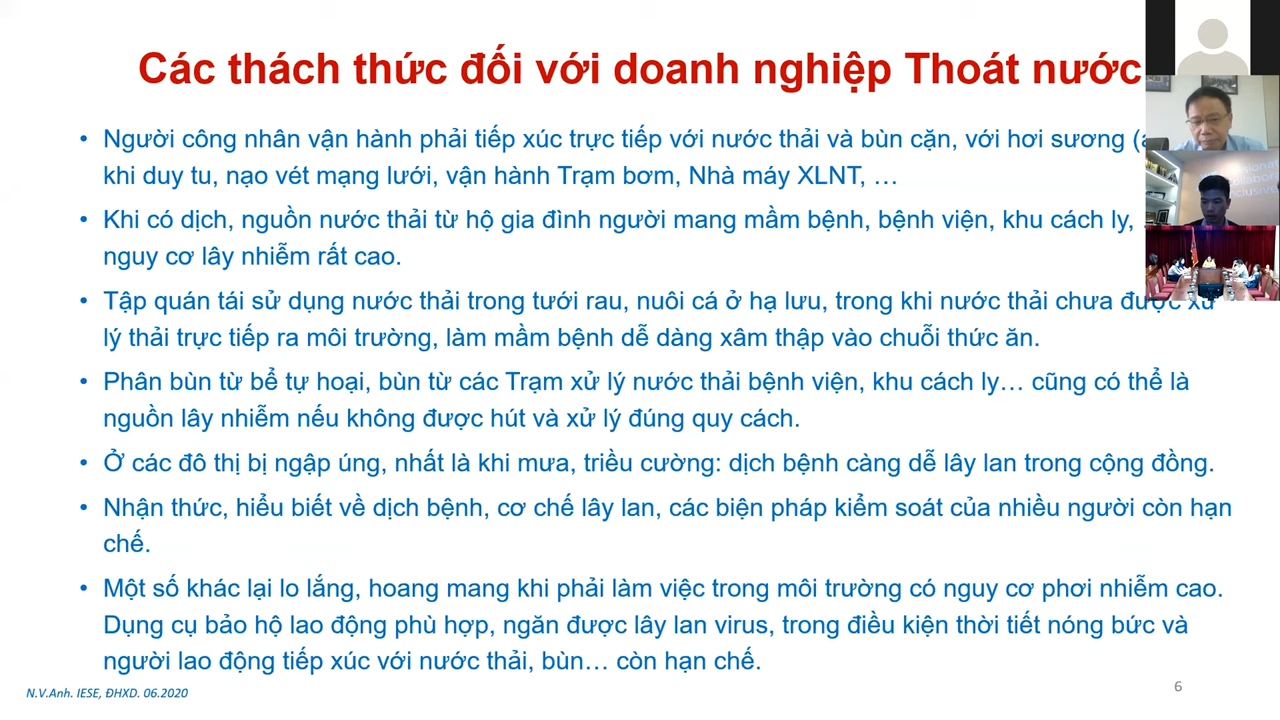 Các thách thức đối với doanh nghiệp Thoát nước
• Người công nhân vận hành phải tiếp xúc trực tiếp với nước thải và bùn cặn, với hơi sương
khi duy tu, nạo vét mạng lưới, vận hành Trạm bơm, Nhà máy XLNT, …
• Khi có dịch, nguồn nước thải từ hộ gia đình người mang mầm bệnh, bệnh viện, khu cách ly,
nguy cơ lây nhiễm rất cao.
• Tập quán tái sử dụng nước thải trong tưới rau, nuôi cá ở hạ lưu, trong khi nước thải chưa được xử
lý thải trực tiếp ra môi trường, làm mầm bệnh dễ dàng xâm thập vào chuỗi thức ăn.
• Phân bùn từ bể tự hoại, bùn từ các Trạm xử lý nước thải bệnh viện, khu cách ly… cũng có thể là
nguồn lây nhiễm nếu không được hút và xử lý đúng quy cách.
• Ở các đô thị bị ngập úng, nhất là khi mưa, triều cường: dịch bệnh càng dễ lây lan trong cộng đồng.
• Nhận thức, hiểu biết về dịch bệnh, cơ chế lây lan, các biện pháp kiểm soát của nhiều người còn hạn
chế.
• Một số khác lại lo lắng, hoang mang khi phải làm việc trong môi trường có nguy cơ phơi nhiễm cao.
Dụng cụ bảo hộ lao động phù hợp, ngăn được lây lan virus, trong điều kiện thời tiết nóng bức và
người lao động tiếp xúc với nước thải, bùn… còn hạn chế.
N.V.Anh. IESE, ĐHXD. 06.2020
6